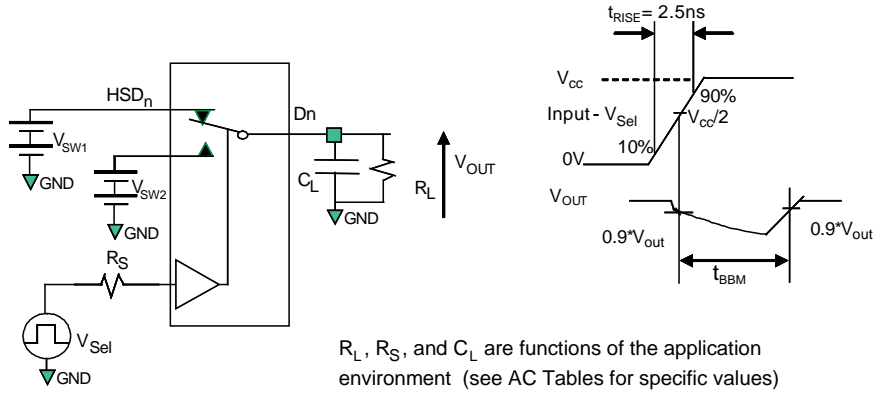 tRISE= 2.5ns
HSDn
Dn
VSW1
GND
VSW2
GND
CL
RL
VOUT
GND
RS
VSel
GND
Vcc
90%
Input - VSel
Vcc/2
10%
0V
VOUT
0.9*Vout
0.9*Vout
tBBM
RL , RS, and CL are functions of the application
environment (see AC Tables for specific values)